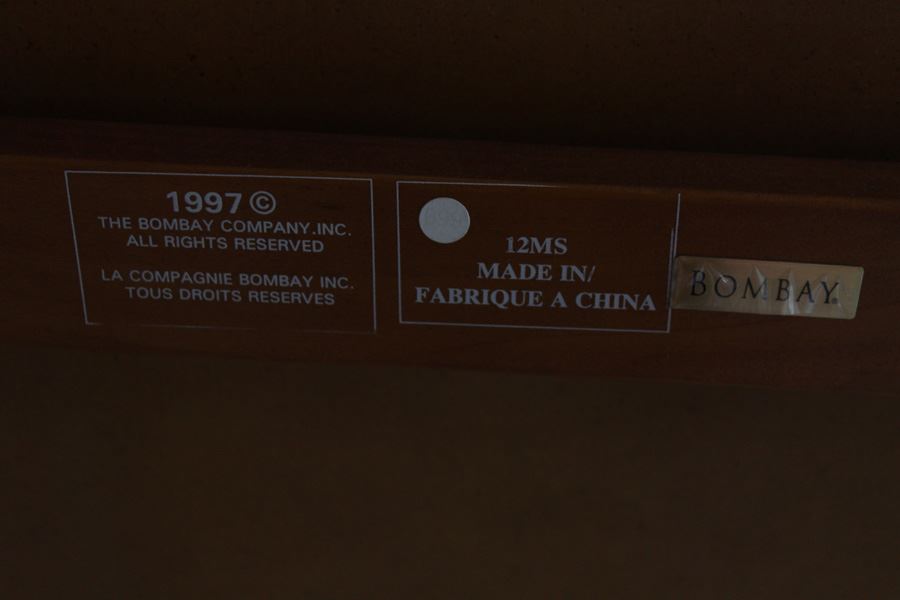 1997©
THE BOMBAY COMPANY.INC.
ALL RIGHTS RESERVED
LA COMPAGNIE BOMBAY INC.
TOUS DROITS RESERVES
12MS
MADE IN/
FABRIQUE A CHINA
BOMBAY